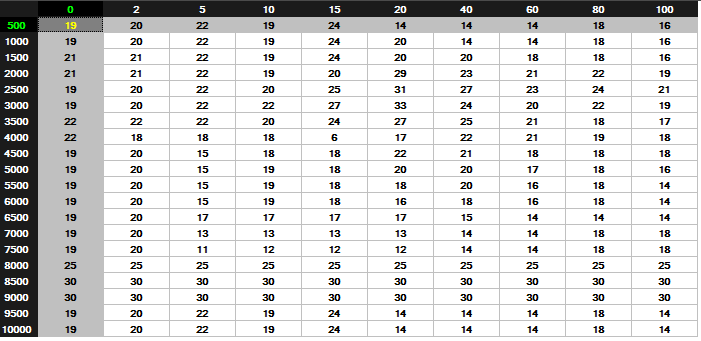 0 2 5 10 15 20 40 60 80 100
500 19 20 22 19 24 14 14 14 18 16
1000 19 20 22 19 24 20 14 14 18 16
1500 21 21 22 19 24 20 20 18 18 16
2000 21 21 22 19 20 29 23 21 22 19
2500 19 20 22 20 25 31 27 23 24 21
3000 19 20 22 22 27 33 24 20 22 19
3500 22 22 22 20 24 27 25 21 18 17
4000 22 18 18 18 6 17 22 21 19 18
4500 19 20 15 18 18 22 21 18 18 18
5000 19 20 15 19 18 20 20 17 18 16
5500 19 20 15 19 18 18 20 16 18 14
6000 19 20 15 19 18 16 18 16 18 14
6500 19 20 17 17 17 17 15 14 14 14
7000 19 20 13 13 13 13 14 14 18 18
7500 19 20 11 12 12 12 14 14 18 18
8000 25 25 25 25 25 25 25 25 25 25
8500 30 30 30 30 30 30 30 30 30 30
9000 30 30 30 30 30 30 30 30 30 30
9500 19 20 22 19 24 14 14 14 18 14
10000 19 20 22 19 24 14 14 14 18 14